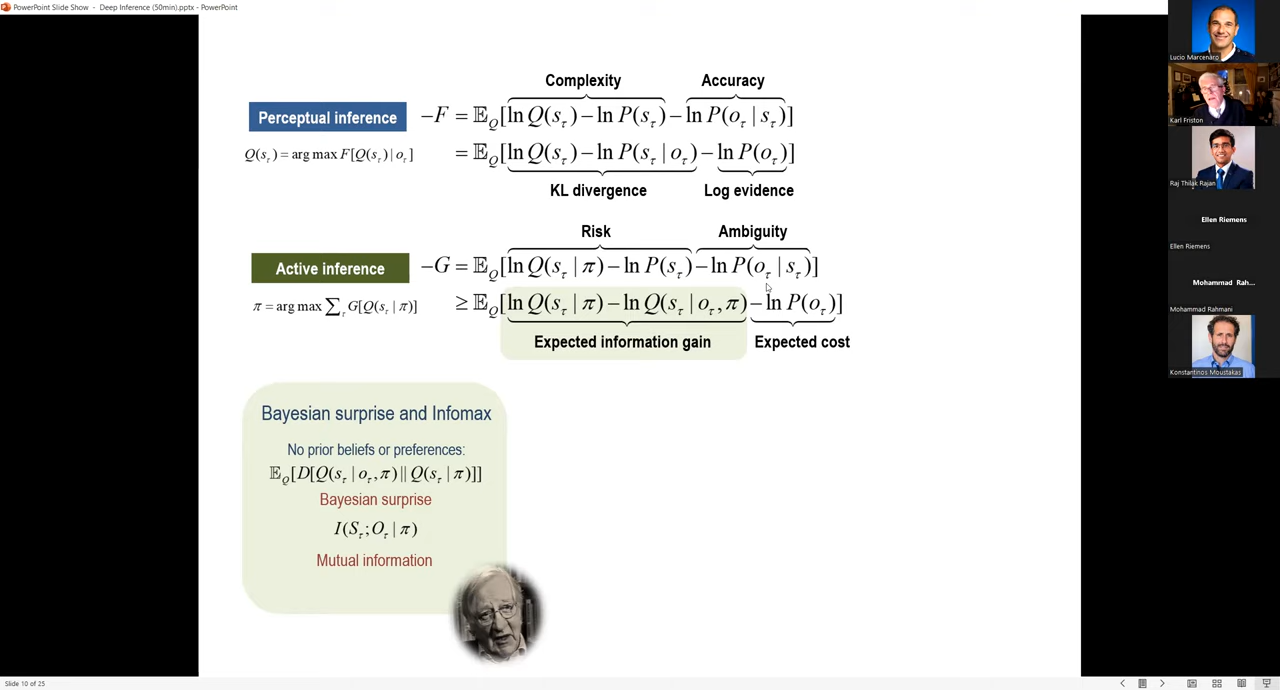 PowerPoint Slide Show - Deep Inference (50min).pptx - PowerPoint
Complexity Accuracy
Perceptual inference
−F = 𝔼_Q[ln Q(s_τ) − ln P(s_τ) − ln P(o_τ | s_τ)]
Q(s_τ) = arg max F[Q(s_τ) | o_τ]
= 𝔼_Q[ln Q(s_τ) − ln P(s_τ | o_τ) − ln P(o_τ)]
KL divergence Log evidence
Risk Ambiguity
Active inference
−G = 𝔼_Q[ln Q(s_τ | π) − ln P(s_τ) − ln P(o_τ | s_τ)]
π = arg max ∑_τ G[Q(s_τ | π)]
≥ 𝔼_Q[ln Q(s_τ | π) − ln Q(s_τ | o_τ, π) − ln P(o_τ)]
Expected information gain Expected cost
Bayesian surprise and Infomax
No prior beliefs or preferences:
𝔼_Q[D[Q(s_τ | o_τ, π) || Q(s_τ | π)]]
Bayesian surprise
I(S_τ; O_τ | π)
Mutual information
Lucio Marcenaro
Karl Friston
Raj Thilak Rajan
Ellen Riemens
Ellen Riemens
Mohammad Rah...
Mohammad Rahmani
Konstantinos Moustakas
Slide 10 of 25